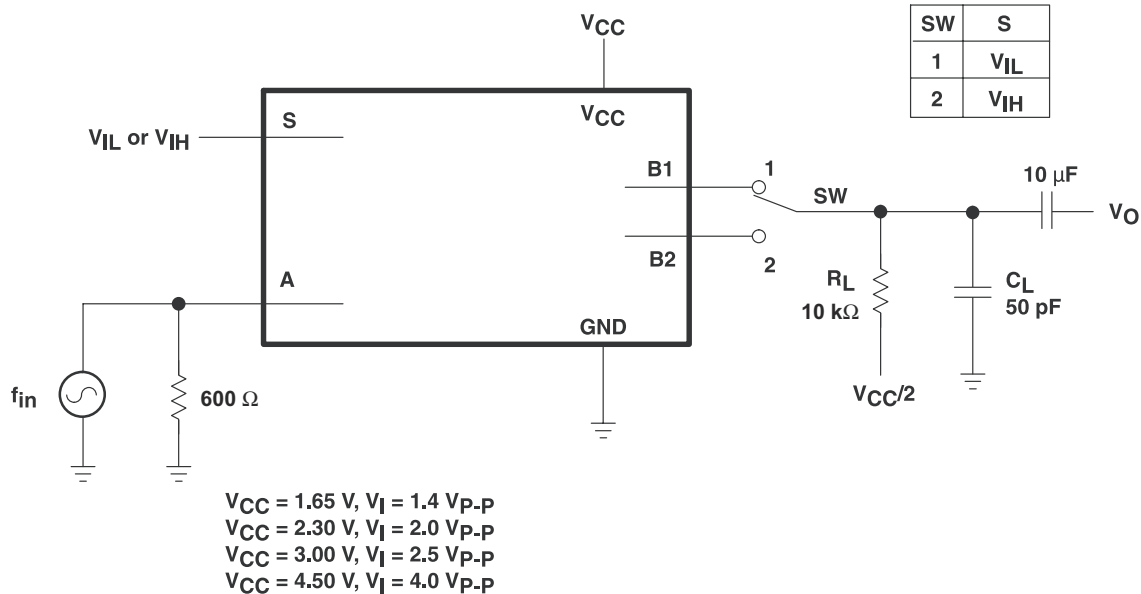 VCC
SW S
1 VIL
2 VIH
VCC
S
VIL or VIH
B1
1
SW
10 μF
VO
B2
2
A
RL
10 kΩ
CL
50 pF
GND
fin
600 Ω
VCC/2
VCC = 1.65 V, VI = 1.4 VP-P
VCC = 2.30 V, VI = 2.0 VP-P
VCC = 3.00 V, VI = 2.5 VP-P
VCC = 4.50 V, VI = 4.0 VP-P